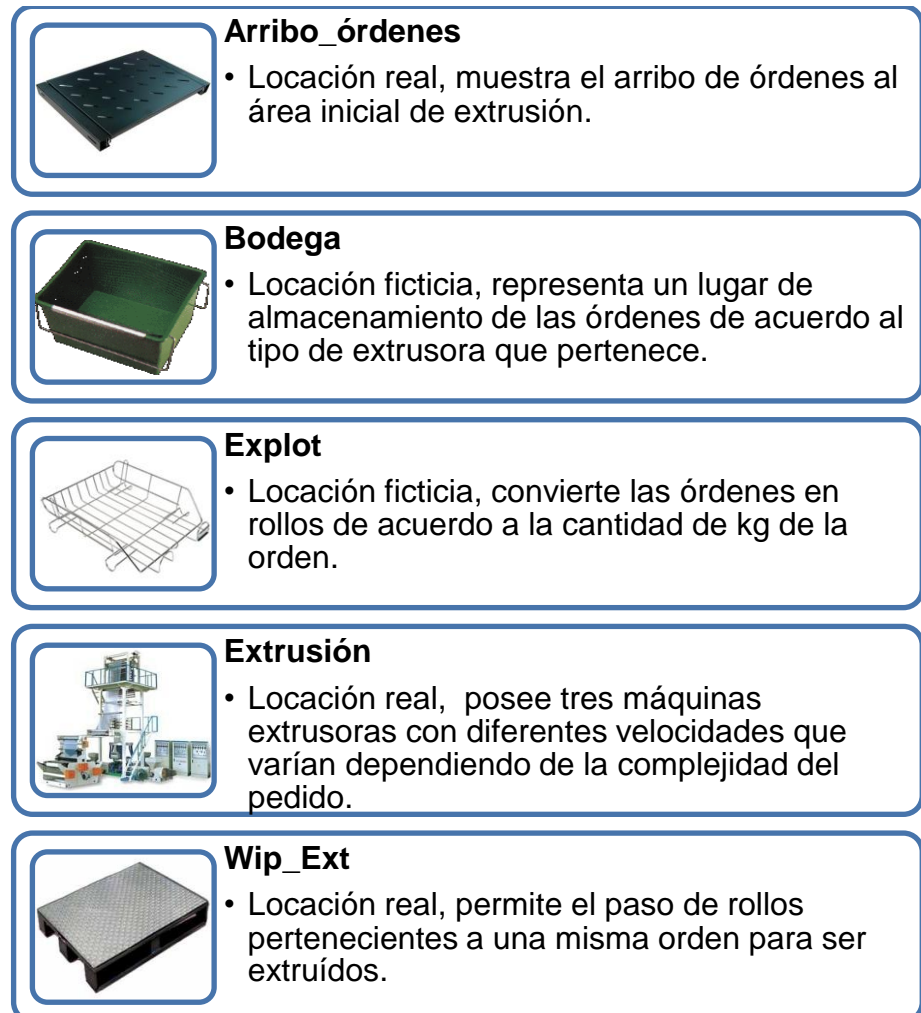 Arribo_órdenes
• Locación real, muestra el arribo de órdenes al
área inicial de extrusión.
Bodega
• Locación ficticia, representa un lugar de
almacenamiento de las órdenes de acuerdo al
tipo de extrusora que pertenece.
Explot
• Locación ficticia, convierte las órdenes en
rollos de acuerdo a la cantidad de kg de la
orden.
Extrusión
• Locación real, posee tres máquinas
extrusoras con diferentes velocidades que
varían dependiendo de la complejidad del
pedido.
Wip_Ext
• Locación real, permite el paso de rollos
pertenecientes a una misma orden para ser
extruídos.